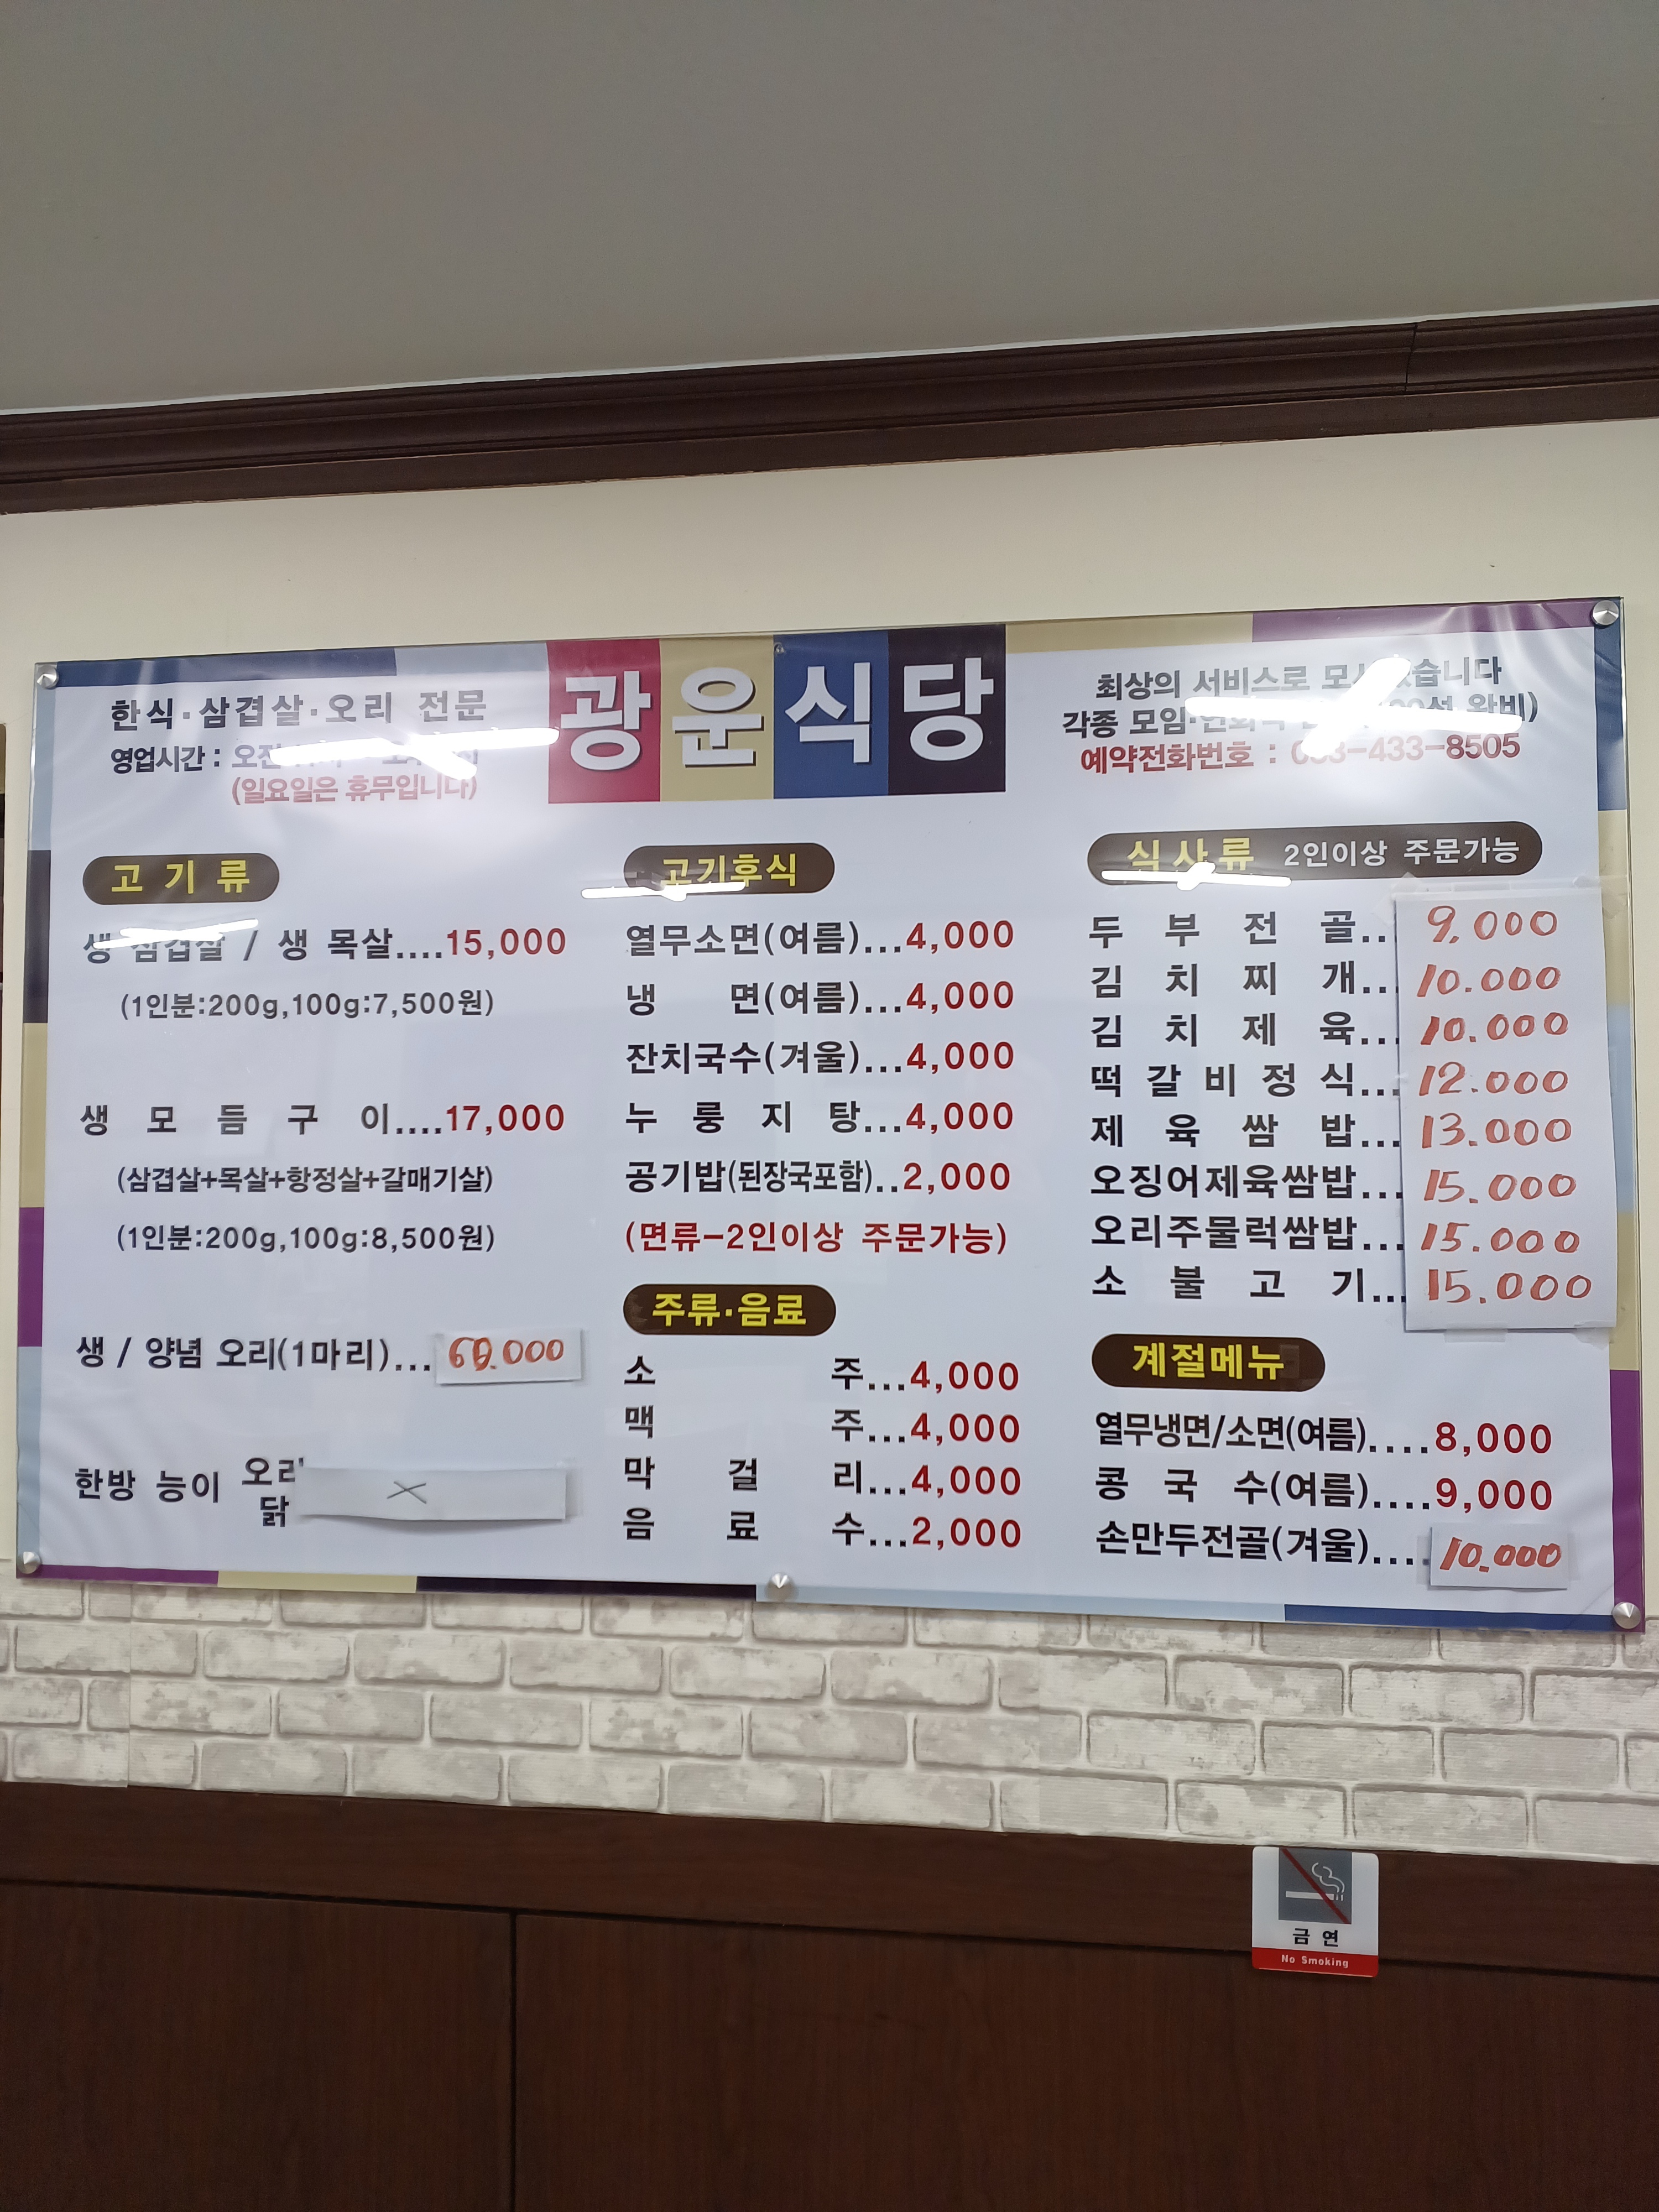 광운식당
한식·삼겹살·오리 전문
영업시간 :
(일요일은 휴무입니다)
최상의 서비스로
각종 모임
예약전화번호 : -433-8505
고기류
생 삼겹살 / 생 목살....15,000
(1인분:200g,100g:7,500원)
생모듬구이....17,000
(삼겹살+목살+항정살+갈매기살)
(1인분:200g,100g:8,500원)
생 / 양념 오리(1마리)... 60.000
한방 능이 오리
닭
고기후식
열무소면(여름)...4,000
냉면(여름)...4,000
잔치국수(겨울)...4,000
누룽지탕...4,000
공기밥(된장국포함)..2,000
(면류-2인이상 주문가능)
주류·음료
소주...4,000
맥주...4,000
막걸리...4,000
음료수...2,000
식사류 2인이상 주문가능
두부전골... 9,000
김치찌개... 10.000
김치제육... 10.000
떡갈비정식... 12.000
제육쌈밥... 13.000
오징어제육쌈밥... 15.000
오리주물럭쌈밥... 15.000
소불고기... 15.000
계절메뉴
열무냉면/소면(여름)....8,000
콩국수(여름)....9,000
손만두전골(겨울).... 10.000
금연
No Smoking